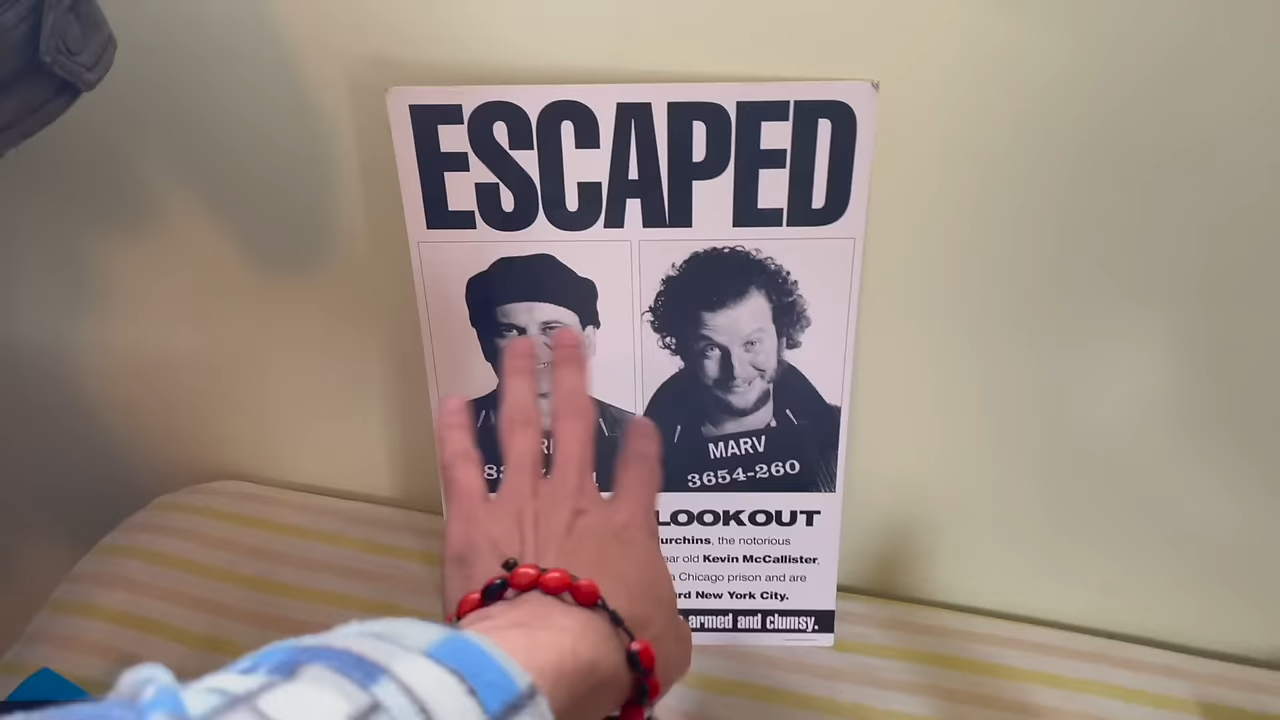 ESCAPED
MARV
3654-260
LOOKOUT
urchins, the notorious
ear old Kevin McCallister,
a Chicago prison and are
rd New York City.
armed and clumsy.